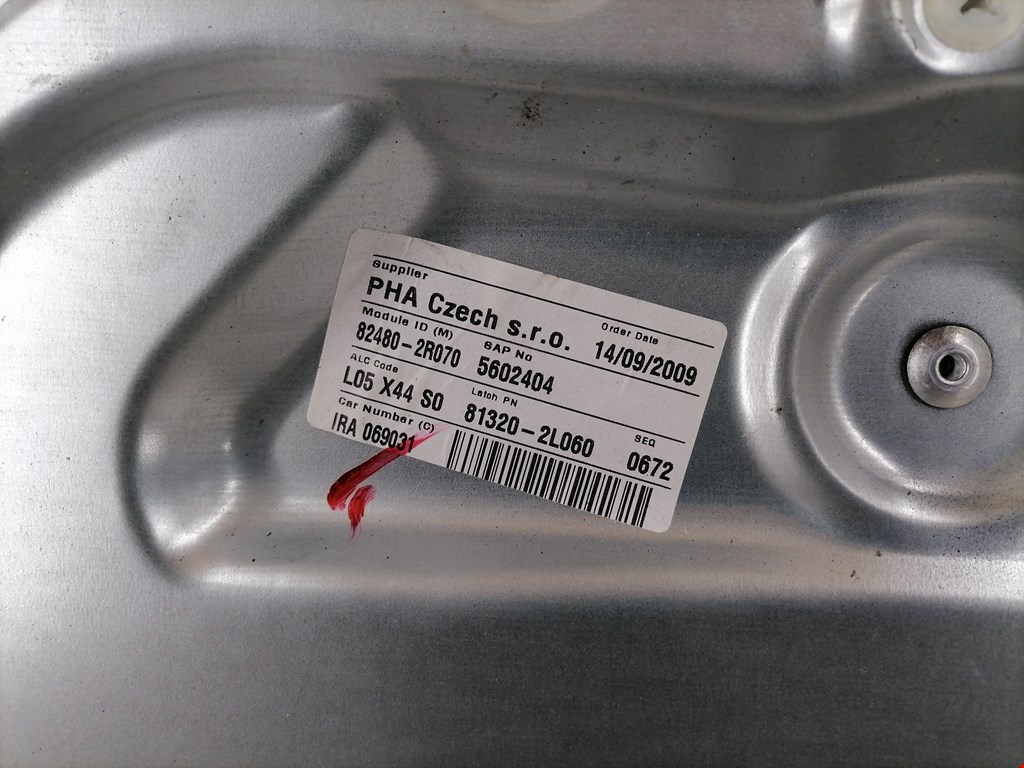 Supplier
PHA Czech s.r.o.
Order Date
14/09/2009
Module ID (M)
82480-2R070
SAP No
5602404
ALC Code
L05 X44 S0
Latch PN
81320-2L060
SEQ
0672
Car Number (C)
IRA 069031